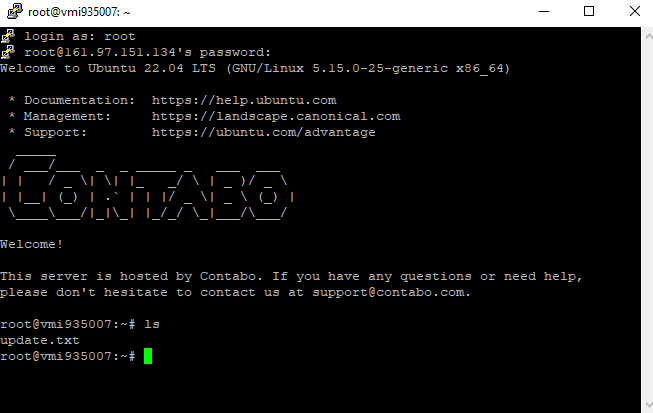 root@vmi935007: ~
login as: root
root@161.97.151.134's password:
Welcome to Ubuntu 22.04 LTS (GNU/Linux 5.15.0-25-generic x86_64)
* Documentation:  https://help.ubuntu.com
* Management:     https://landscape.canonical.com
* Support:        https://ubuntu.com/advantage
CONTABO
Welcome!
This server is hosted by Contabo. If you have any questions or need help,
please don't hesitate to contact us at support@contabo.com.
root@vmi935007:~# ls
update.txt
root@vmi935007:~#